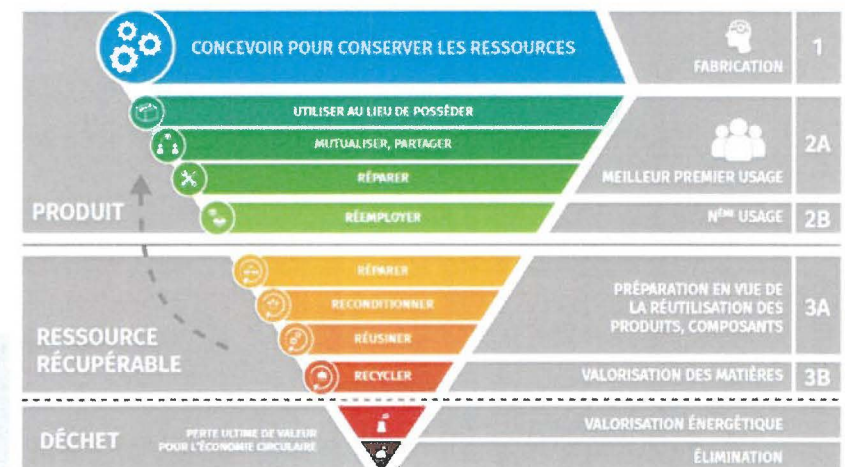 CONCEVOIR POUR CONSERVER LES RESSOURCES
FABRICATION
1
UTILISER AU LIEU DE POSSÉDER
MUTUALISER, PARTAGER
RÉPARER
MEILLEUR PREMIER USAGE
2A
PRODUIT
RÉEMPLOYER
NÈME USAGE
2B
RÉPARER
RECONDITIONNER
RÉUSINER
PRÉPARATION EN VUE DE
LA RÉUTILISATION DES
PRODUITS, COMPOSANTS
3A
RESSOURCE
RÉCUPÉRABLE
RECYCLER
VALORISATION DES MATIÈRES
3B
DÉCHET
PERTE ULTIME DE VALEUR
POUR L'ÉCONOMIE CIRCULAIRE
VALORISATION ÉNERGÉTIQUE
ÉLIMINATION